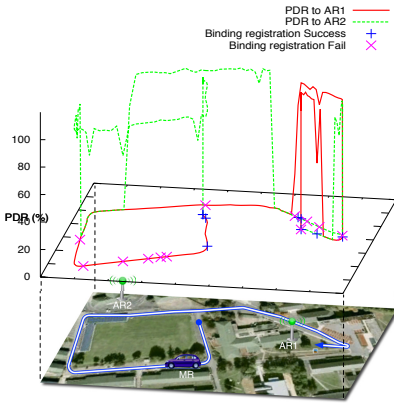 PDR to AR1
PDR to AR2
Binding registration Success
Binding registration Fail
100
80
60
PDR (%)
40
20
0
AR2
AR1
MR